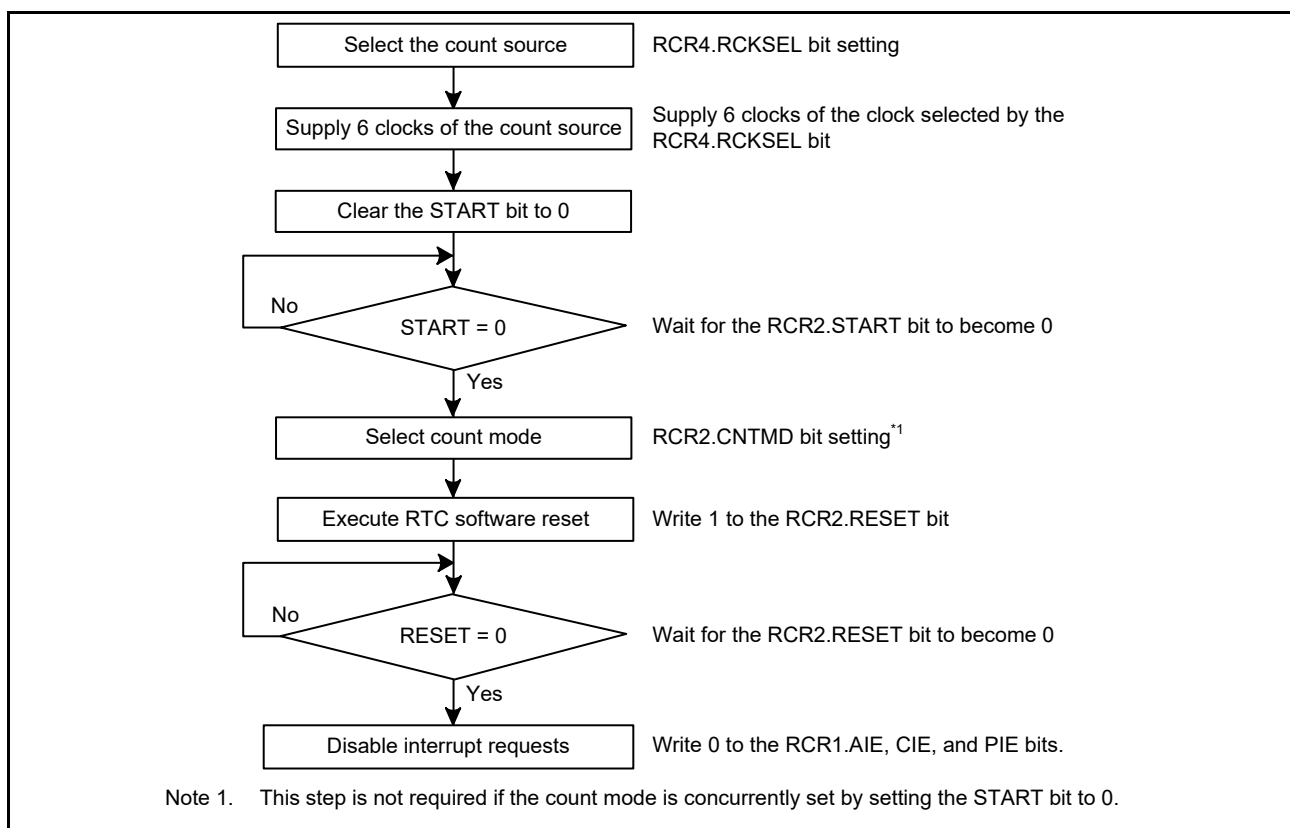 Select the count source
RCR4.RCKSEL bit setting
Supply 6 clocks of the count source
Supply 6 clocks of the clock selected by the
RCR4.RCKSEL bit
Clear the START bit to 0
No
START = 0
Wait for the RCR2.START bit to become 0
Yes
Select count mode
RCR2.CNTMD bit setting*1
Execute RTC software reset
Write 1 to the RCR2.RESET bit
No
RESET = 0
Wait for the RCR2.RESET bit to become 0
Yes
Disable interrupt requests
Write 0 to the RCR1.AIE, CIE, and PIE bits.
Note 1. This step is not required if the count mode is concurrently set by setting the START bit to 0.